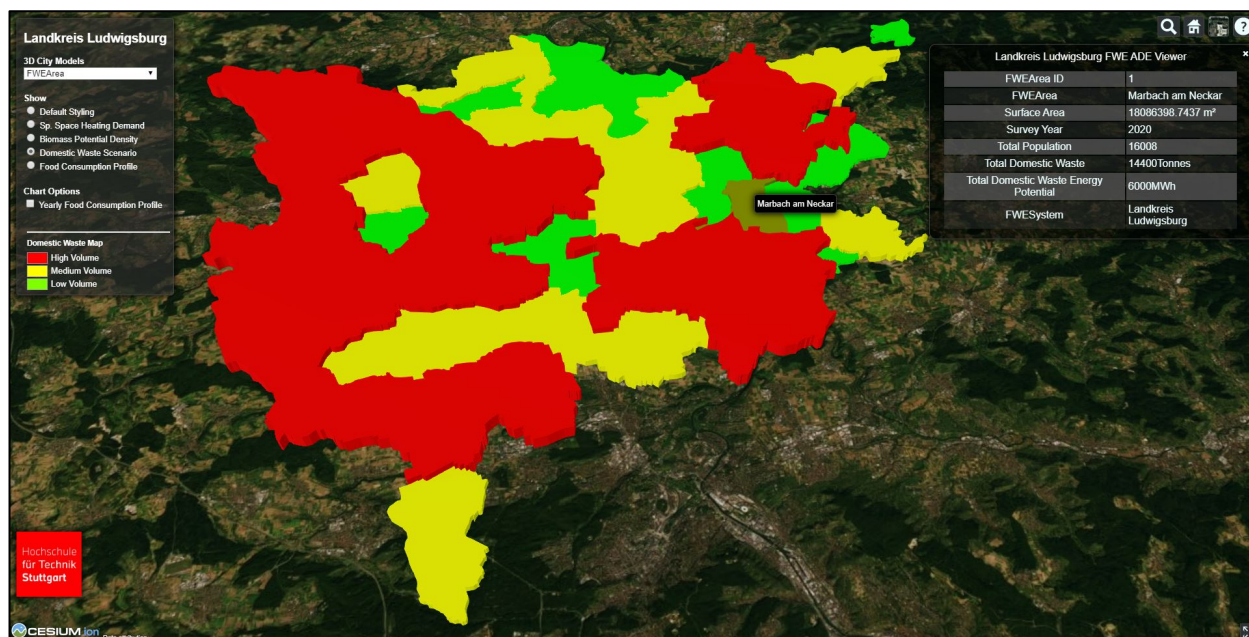 Landkreis Ludwigsburg
3D City Models
FWEArea
Show
Default Styling
Sp. Space Heating Demand
Biomass Potential Density
Domestic Waste Scenario
Food Consumption Profile
Chart Options
Yearly Food Consumption Profile
Domestic Waste Map
High Volume
Medium Volume
Low Volume
Landkreis Ludwigsburg FWE ADE Viewer
FWEArea ID 1
FWEArea Marbach am Neckar
Surface Area 18086398.7437 m²
Survey Year 2020
Total Population 16008
Total Domestic Waste 14400Tonnes
Total Domestic Waste Energy
Potential 6000MWh
FWESystem Landkreis
Ludwigsburg
Marbach am Neckar
Hochschule
für Technik
Stuttgart
CESIUM ion Data attribution